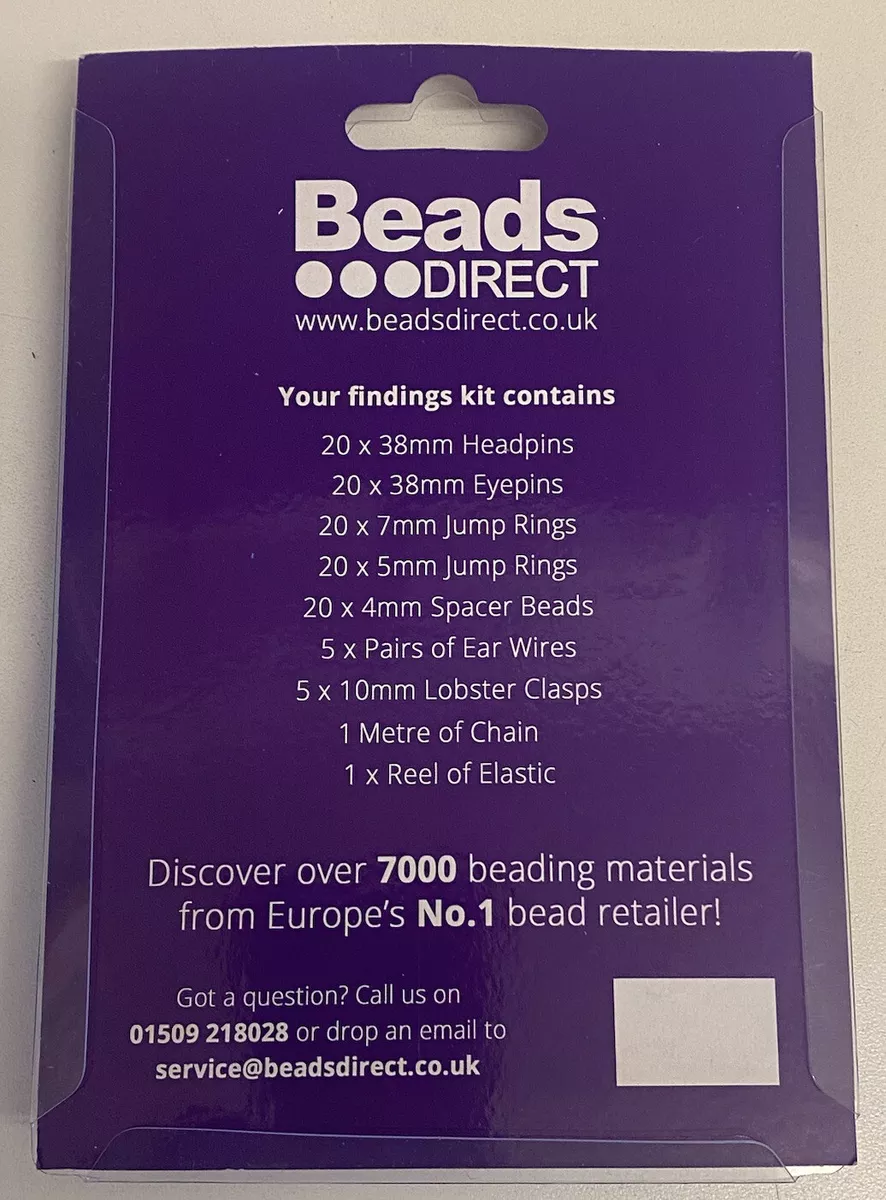 Beads
DIRECT
www.beadsdirect.co.uk
Your findings kit contains
20 x 38mm Headpins
20 x 38mm Eyepins
20 x 7mm Jump Rings
20 x 5mm Jump Rings
20 x 4mm Spacer Beads
5 x Pairs of Ear Wires
5 x 10mm Lobster Clasps
1 Metre of Chain
1 x Reel of Elastic
Discover over 7000 beading materials
from Europe's No.1 bead retailer!
Got a question? Call us on
01509 218028 or drop an email to
service@beadsdirect.co.uk